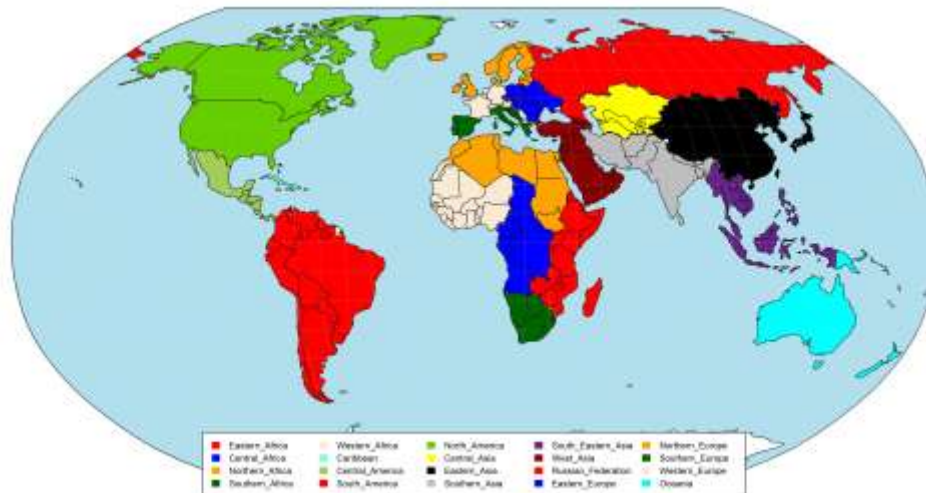 Eastern_Africa Western_Africa North_America South_Eastern_Asia Northern_Europe
Central_Africa Caribbean Central_Asia West_Asia Southern_Europe
Northern_Africa Central_America Eastern_Asia Russian_Federation Western_Europe
Southern_Africa South_America Southern_Asia Eastern_Europe Oceania